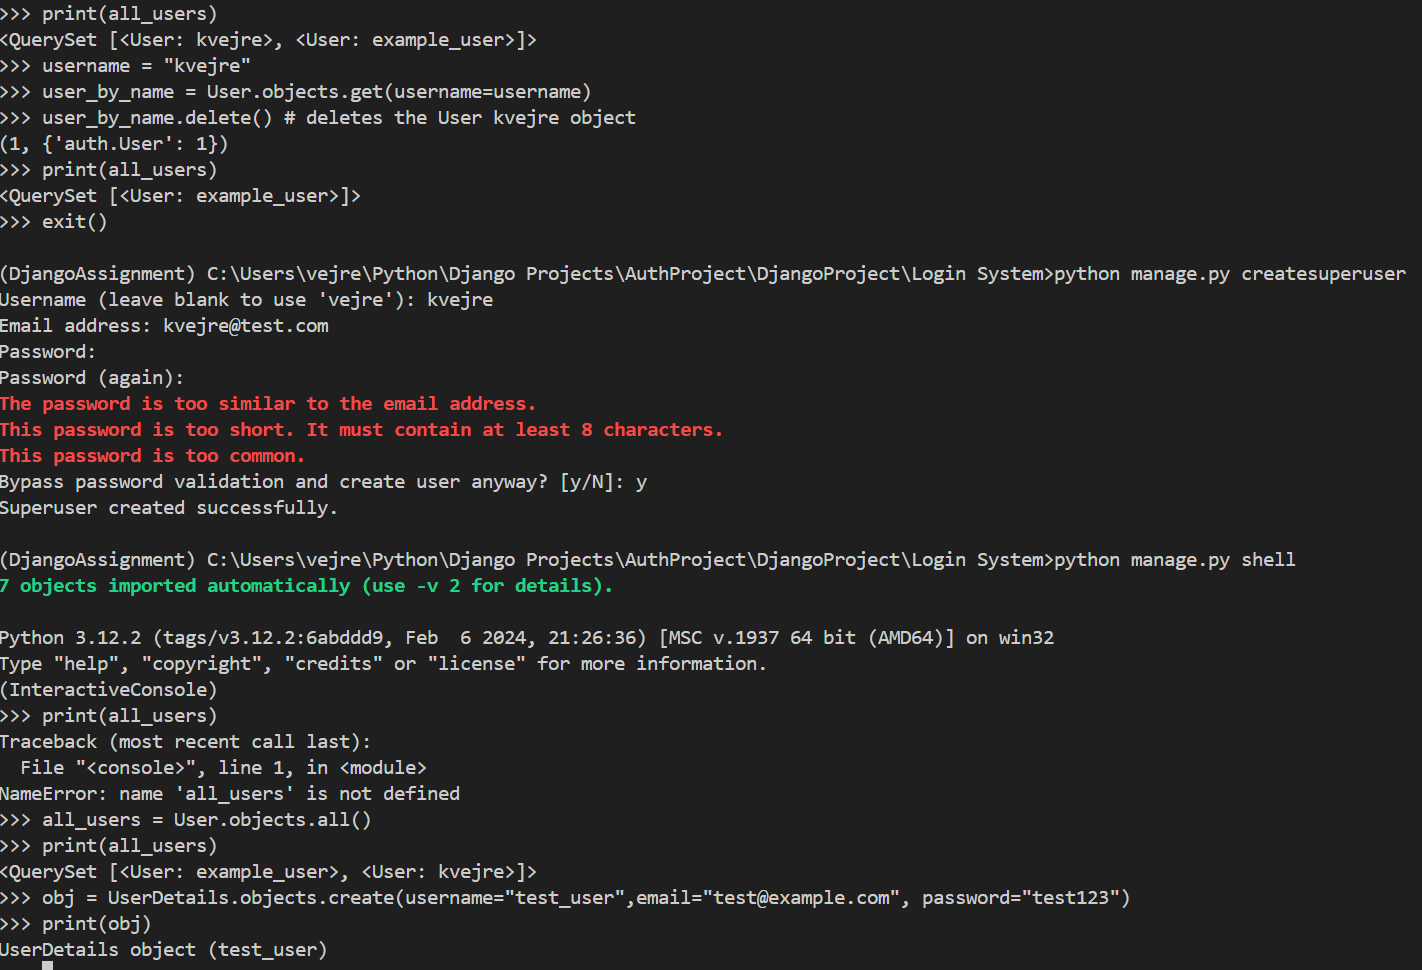 >>> print(all_users)
<QuerySet [<User: kvejre>, <User: example_user>]>
>>> username = "kvejre"
>>> user_by_name = User.objects.get(username=username)
>>> user_by_name.delete() # deletes the User kvejre object
(1, {'auth.User': 1})
>>> print(all_users)
<QuerySet [<User: example_user>]>
>>> exit()

(DjangoAssignment) C:\Users\vejre\Python\Django Projects\AuthProject\DjangoProject\Login System>python manage.py createsuperuser
Username (leave blank to use 'vejre'): kvejre
Email address: kvejre@test.com
Password:
Password (again):
The password is too similar to the email address.
This password is too short. It must contain at least 8 characters.
This password is too common.
Bypass password validation and create user anyway? [y/N]: y
Superuser created successfully.

(DjangoAssignment) C:\Users\vejre\Python\Django Projects\AuthProject\DjangoProject\Login System>python manage.py shell
7 objects imported automatically (use -v 2 for details).

Python 3.12.2 (tags/v3.12.2:6abddd9, Feb  6 2024, 21:26:36) [MSC v.1937 64 bit (AMD64)] on win32
Type "help", "copyright", "credits" or "license" for more information.
(InteractiveConsole)
>>> print(all_users)
Traceback (most recent call last):
  File "<console>", line 1, in <module>
NameError: name 'all_users' is not defined
>>> all_users = User.objects.all()
>>> print(all_users)
<QuerySet [<User: example_user>, <User: kvejre>]>
>>> obj = UserDetails.objects.create(username="test_user",email="test@example.com", password="test123")
>>> print(obj)
UserDetails object (test_user)